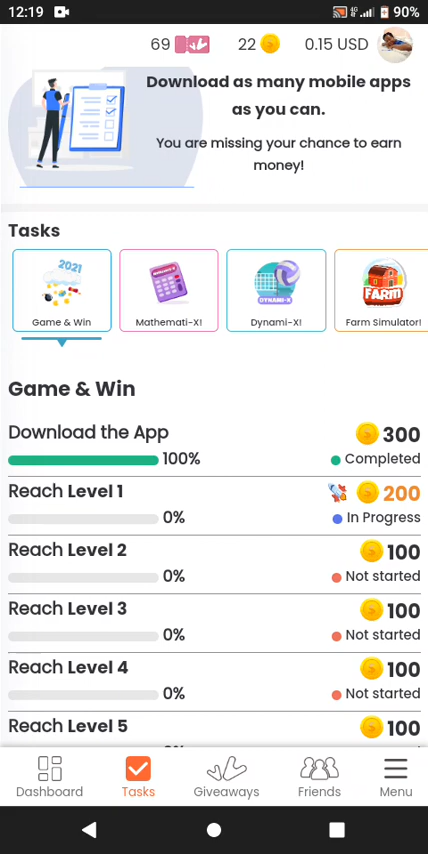 12:19
4G
90%
69
22
0.15 USD
Download as many mobile apps
as you can.
You are missing your chance to earn
money!
Tasks
2021
DYNAMI-X
FARM
Game & Win
Mathemati-X!
Dynami-X!
Farm Simulator!
Game & Win
Download the App
300
100%
Completed
Reach Level 1
200
0%
In Progress
Reach Level 2
100
0%
Not started
Reach Level 3
100
0%
Not started
Reach Level 4
100
0%
Not started
Reach Level 5
100
Dashboard
Tasks
Giveaways
Friends
Menu